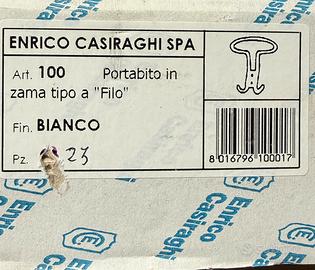 ENRICO CASIRAGHI SPA
Art. 100 Portabito in
zama tipo a "Filo"
Fin. BIANCO
Pz. 23
8 016796 100017
Enrico
Casiraghi
Enrico
Casiraghi
Enrico